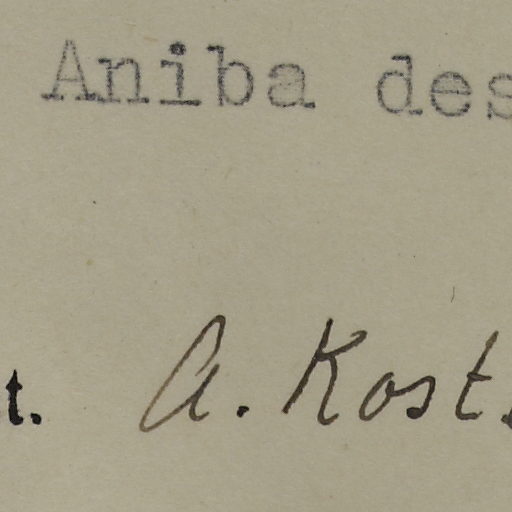 Aniba des
t. A. Kost.